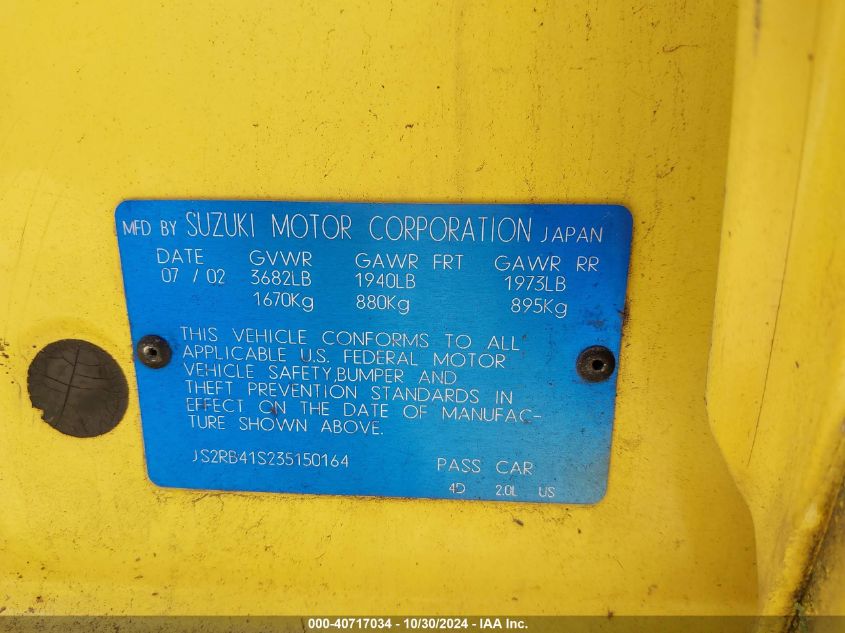 MFD BY SUZUKI MOTOR CORPORATION JAPAN
DATE GVWR GAWR FRT GAWR RR
07 / 02 3682LB 1940LB 1973LB
1670Kg 880Kg 895Kg
THIS VEHICLE CONFORMS TO ALL
APPLICABLE U.S. FEDERAL MOTOR
VEHICLE SAFETY,BUMPER AND
THEFT PREVENTION STANDARDS IN
EFFECT ON THE DATE OF MANUFAC-
TURE SHOWN ABOVE.
JS2RB41S235150164 PASS CAR
4D 2.0L US
000-40717034 - 10/30/2024 - IAA Inc.